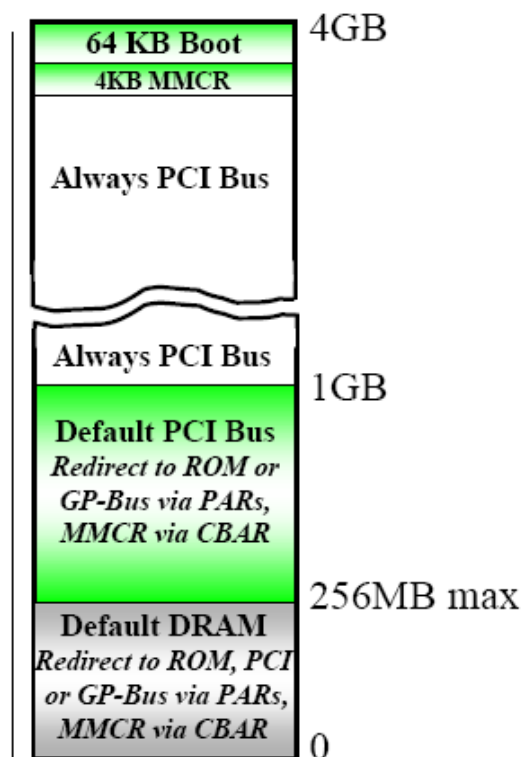 4GB
64 KB Boot
4KB MMCR
Always PCI Bus
Always PCI Bus
1GB
Default PCI Bus
Redirect to ROM or
GP-Bus via PARs,
MMCR via CBAR
256MB max
Default DRAM
Redirect to ROM, PCI
or GP-Bus via PARs,
MMCR via CBAR
0